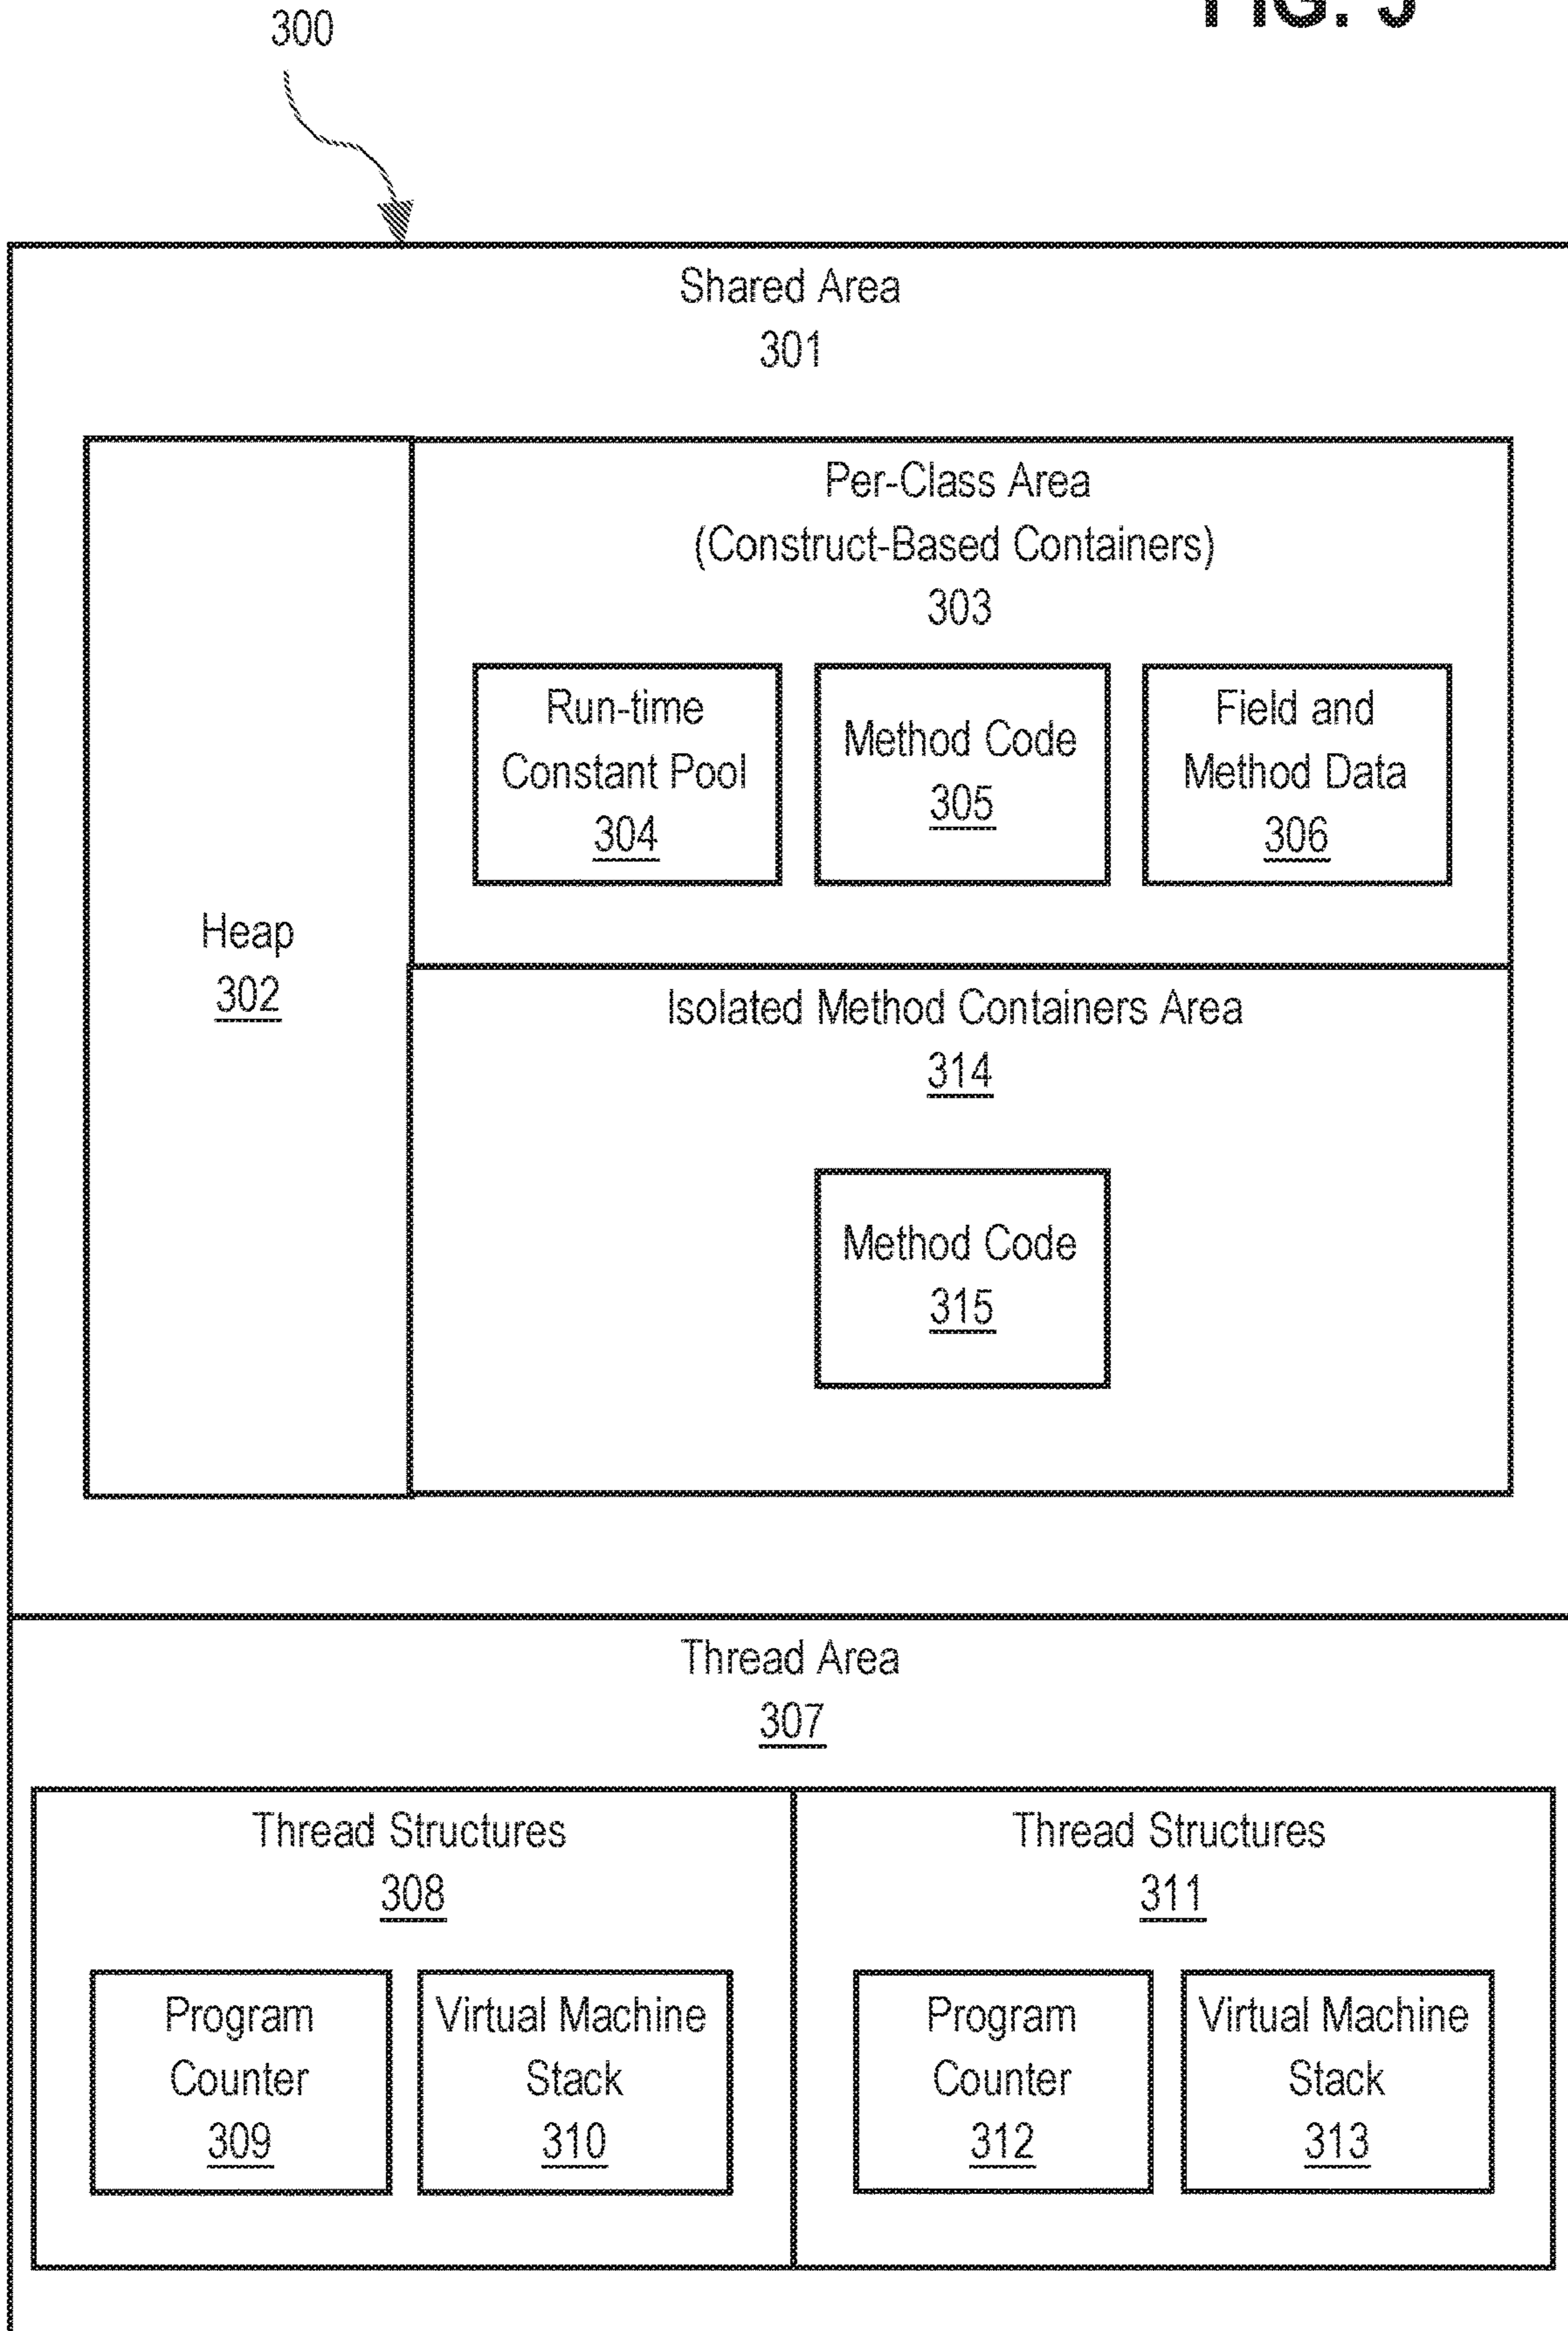 300
Shared Area
301
Per-Class Area
(Construct-Based Containers)
303
Run-time
Constant Pool
304
Method Code
305
Field and
Method Data
306
Heap
302
Isolated Method Containers Area
314
Method Code
315
Thread Area
307
Thread Structures
308
Program
Counter
309
Virtual Machine
Stack
310
Thread Structures
311
Program
Counter
312
Virtual Machine
Stack
313